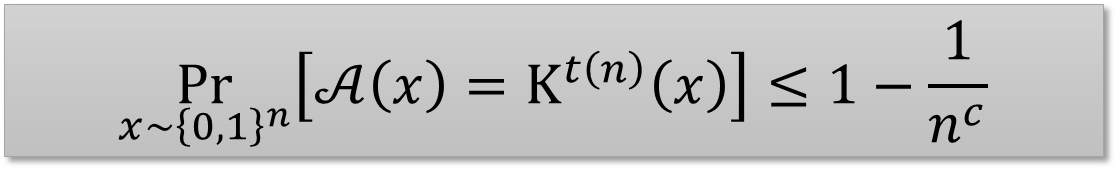 Pr_{x~{0,1}^n}[𝒜(x) = K^{t(n)}(x)] ≤ 1 − 1/n^c